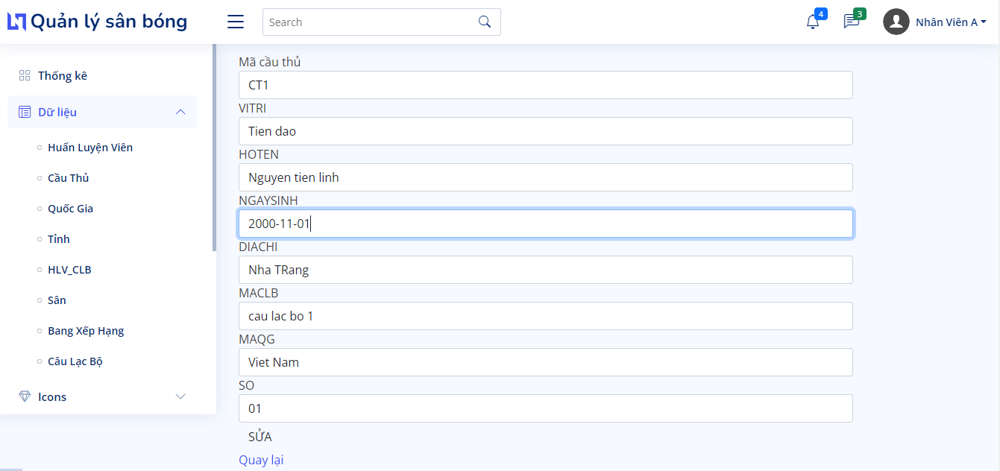 Quản lý sân bóng
Search
4
3
Nhân Viên A
Thống kê
Dữ liệu
Huấn Luyện Viên
Cầu Thủ
Quốc Gia
Tỉnh
HLV_CLB
Sân
Bang Xếp Hạng
Câu Lạc Bộ
Icons
Mã cầu thủ
CT1
VITRI
Tien dao
HOTEN
Nguyen tien linh
NGAYSINH
2000-11-01
DIACHI
Nha TRang
MACLB
cau lac bo 1
MAQG
Viet Nam
SO
01
SỬA
Quay lại